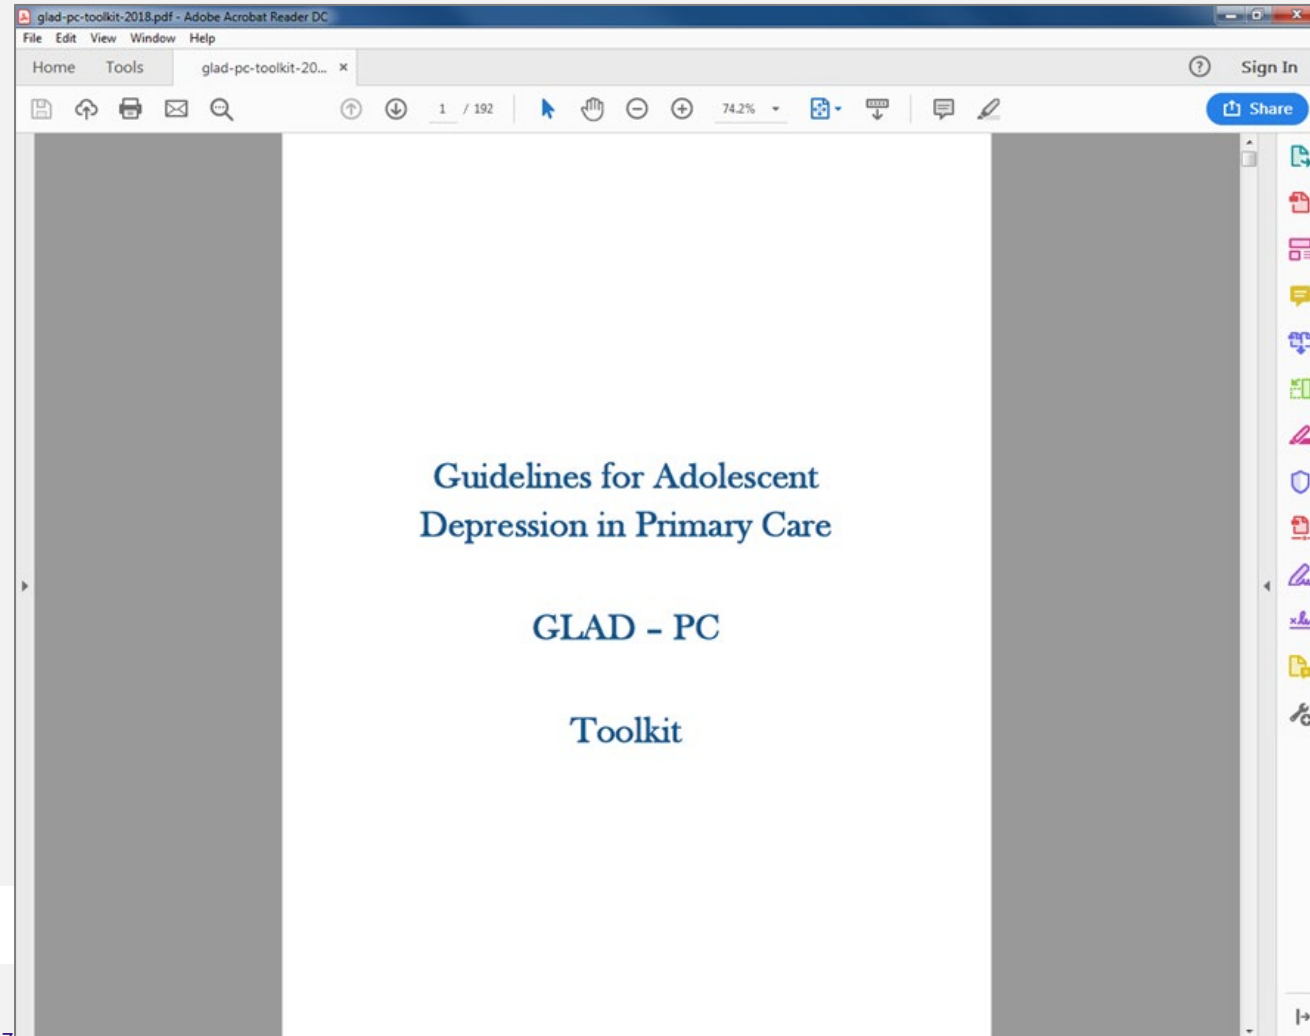 glad-pc-toolkit-2018.pdf - Adobe Acrobat Reader DC
File Edit View Window Help
Home Tools glad-pc-toolkit-20... × Sign In
1 / 192 74.2% Share
Guidelines for Adolescent
Depression in Primary Care
GLAD – PC
Toolkit